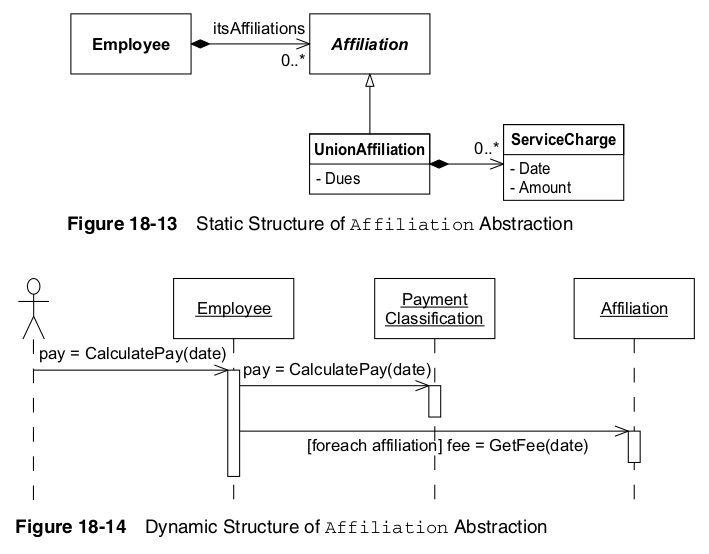 Employee
itsAffiliations
0..*
Affiliation
UnionAffiliation
- Dues
0..*
ServiceCharge
- Date
- Amount
Figure 18-13 Static Structure of Affiliation Abstraction
Employee
Payment
Classification
Affiliation
pay = CalculatePay(date)
pay = CalculatePay(date)
[foreach affiliation] fee = GetFee(date)
Figure 18-14 Dynamic Structure of Affiliation Abstraction